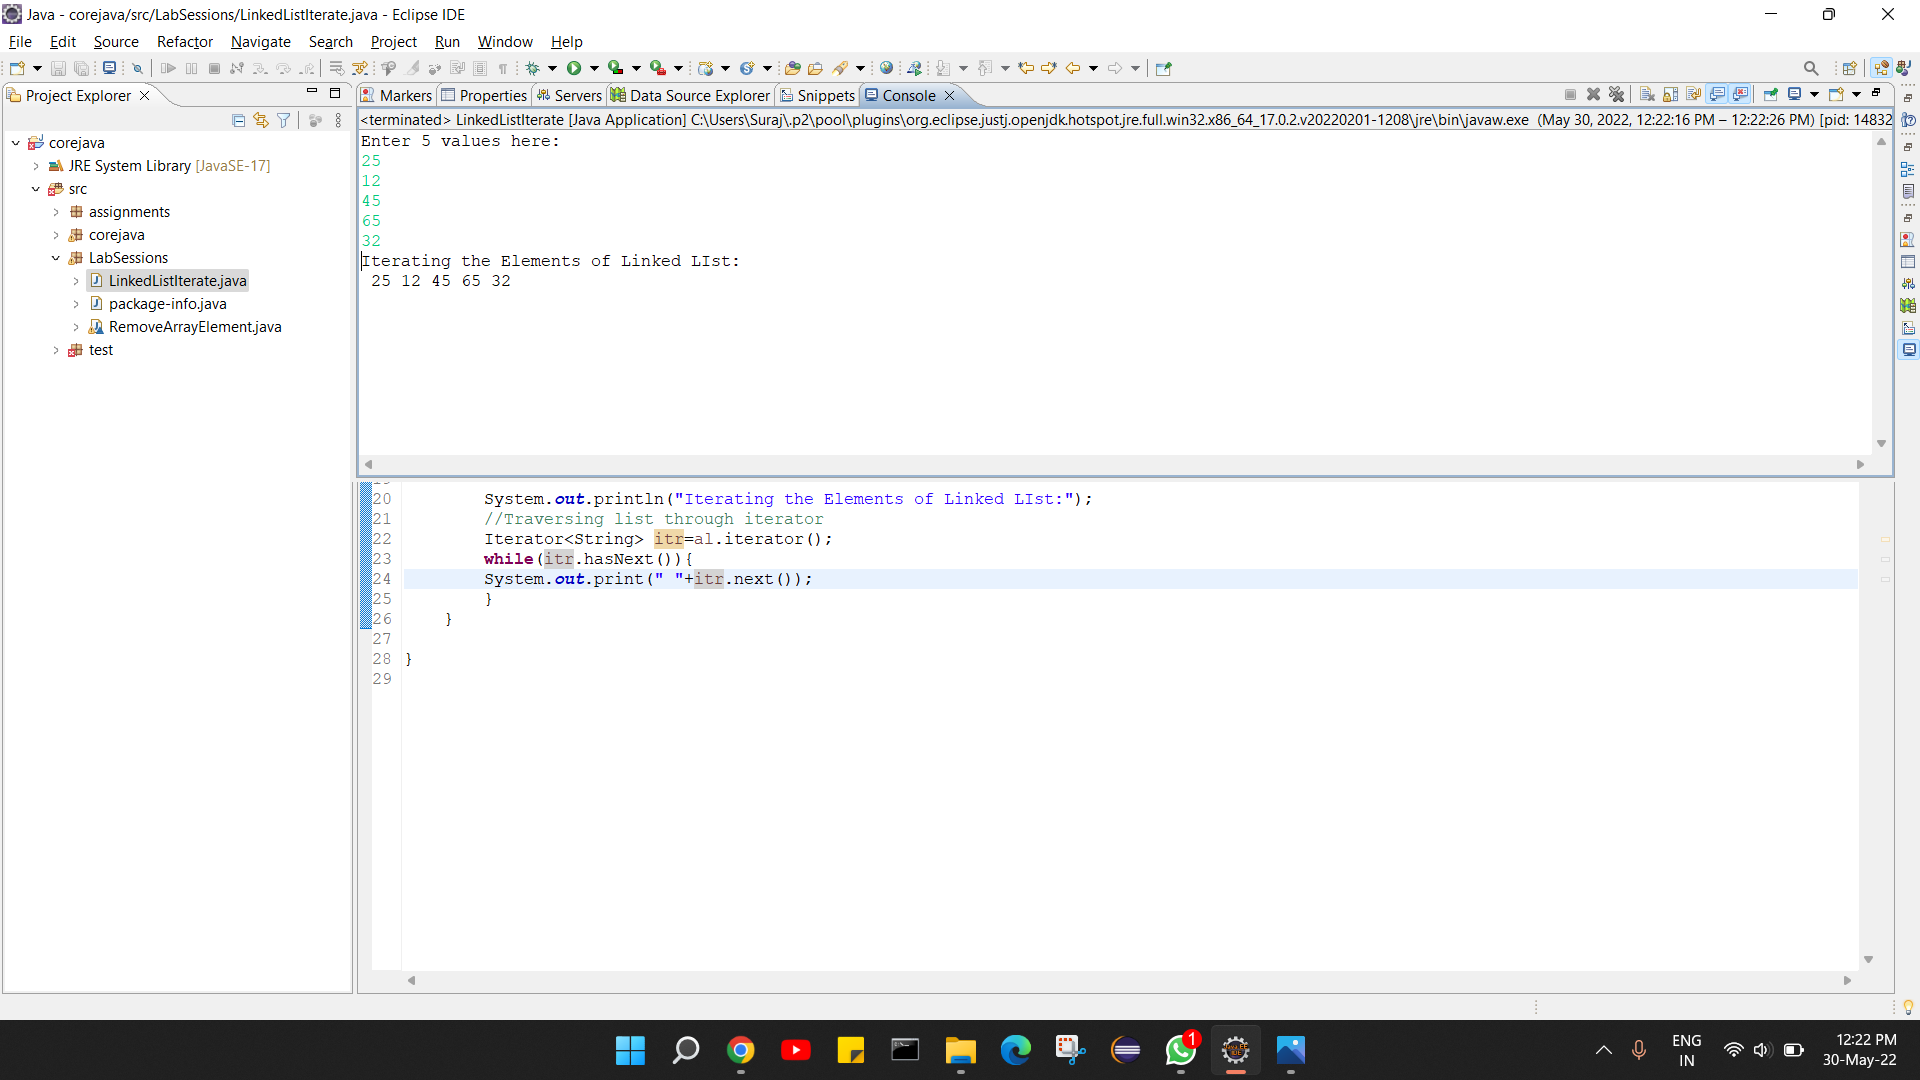 Java - corejava/src/LabSessions/LinkedListIterate.java - Eclipse IDE
File Edit Source Refactor Navigate Search Project Run Window Help
Project Explorer
corejava
JRE System Library [JavaSE-17]
src
assignments
corejava
LabSessions
LinkedListIterate.java
package-info.java
RemoveArrayElement.java
test
Markers Properties Servers Data Source Explorer Snippets Console
<terminated> LinkedListIterate [Java Application] C:\Users\Suraj\.p2\pool\plugins\org.eclipse.justj.openjdk.hotspot.jre.full.win32.x86_64_17.0.2.v20220201-1208\jre\bin\javaw.exe (May 30, 2022, 12:22:16 PM – 12:22:26 PM) [pid: 14832
Enter 5 values here:
25
12
45
65
32
Iterating the Elements of Linked LIst:
25 12 45 65 32
20 System.out.println("Iterating the Elements of Linked LIst:");
21 //Traversing list through iterator
22 Iterator<String> itr=al.iterator();
23 while(itr.hasNext()){
24 System.out.print(" "+itr.next());
25 }
26 }
27
28 }
29
1
ENG
IN
12:22 PM
30-May-22